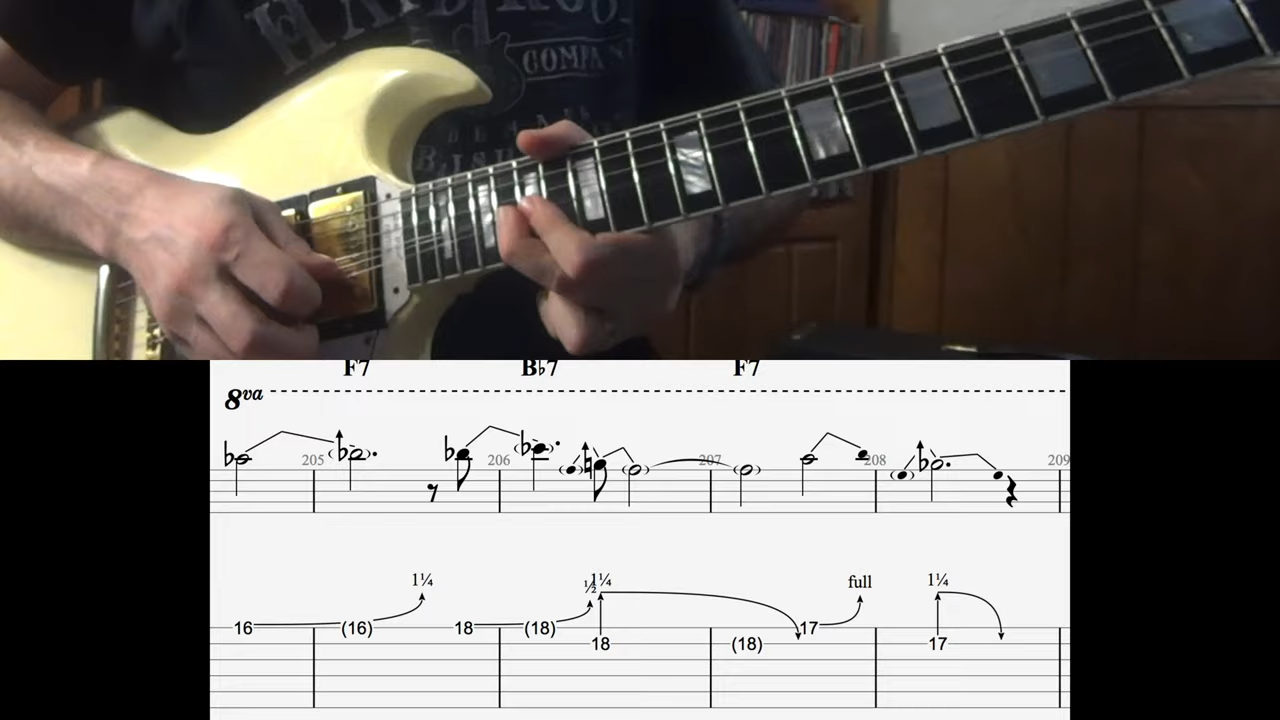 COMPAN
F7 B♭7 F7
8va
205 206 207 208 209
1¼ ½ 1¼ full 1¼
16 (16) 18 (18) 17
18 (18) 17